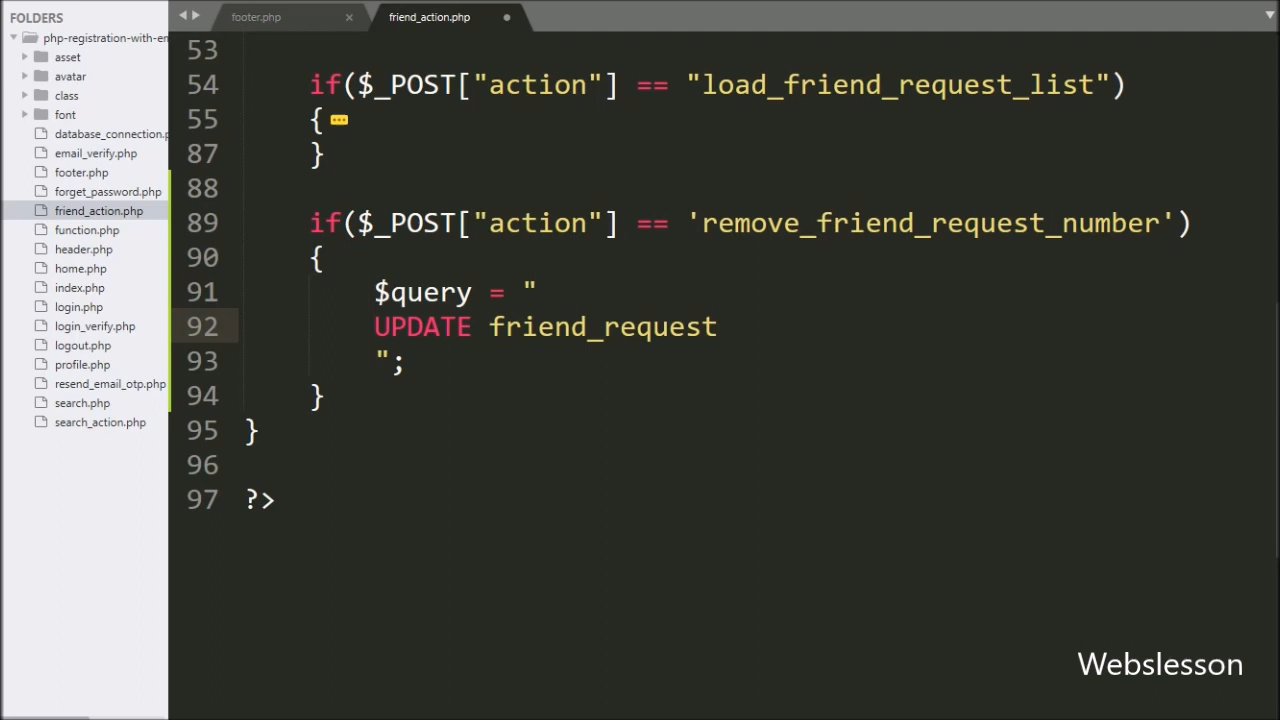 FOLDERS
php-registration-with-em
asset
avatar
class
font
database_connection.p
email_verify.php
footer.php
forget_password.php
friend_action.php
function.php
header.php
home.php
index.php
login.php
login_verify.php
logout.php
profile.php
resend_email_otp.php
search.php
search_action.php
footer.php
friend_action.php
53
54 if($_POST["action"] == "load_friend_request_list")
55 {
87 }
88
89 if($_POST["action"] == 'remove_friend_request_number')
90 {
91 $query = "
92 UPDATE friend_request
93 ";
94 }
95 }
96
97 ?>
Webslesson